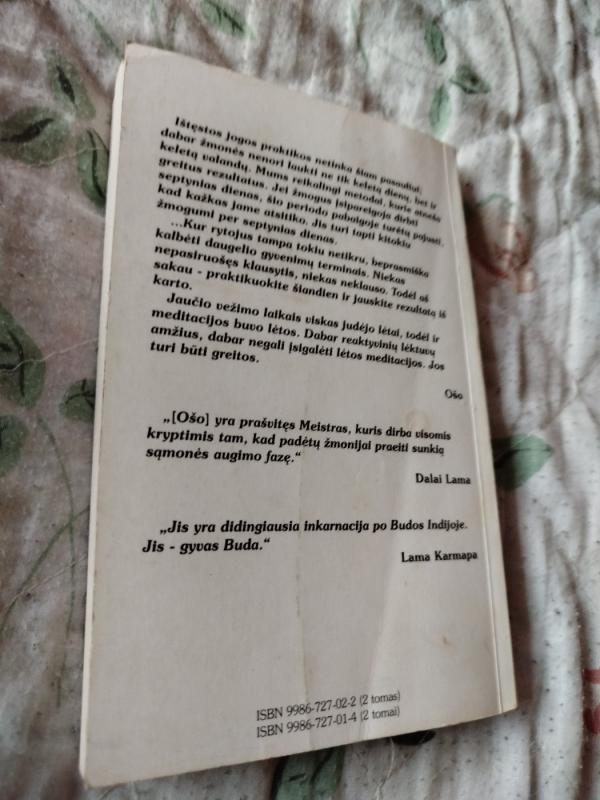 Ištęstos jogos praktikos netinka šiam pasauliui;
dabar žmonės nenori laukti ne tik keletą dienų, bet ir
keletą valandų. Mums reikalingi metodai, kurie atneša
greitus rezultatus. Jei žmogus įsipareigoja dirbti
septynias dienas, šio periodo pabaigoje turėtų pajusti,
kad kažkas jame atsitiko. Jis turi tapti kitokiu
žmogumi per septynias dienas.
...Kur rytojus tampa tokiu netikru, beprasmiška
kalbėti daugelio gyvenimų terminais. Niekas
nepasiruošęs klausytis, niekas neklauso. Todėl aš
sakau - praktikuokite šiandien ir jauskite rezultatą iš
karto.
Jaučio vežimo laikais viskas judėjo lėtai, todėl ir
meditacijos buvo lėtos. Dabar reaktyvinių lėktuvų
amžius, dabar negali įsigalėti lėtos meditacijos. Jos
turi būti greitos.
Ošo
„[Ošo] yra prašvitęs Meistras, kuris dirba visomis
kryptimis tam, kad padėtų žmonijai praeiti sunkią
sąmonės augimo fazę.“
Dalai Lama
„Jis yra didingiausia inkarnacija po Budos Indijoje.
Jis - gyvas Buda.“
Lama Karmapa
ISBN 9986-727-02-2 (2 tomas)
ISBN 9986-727-01-4 (2 tomai)